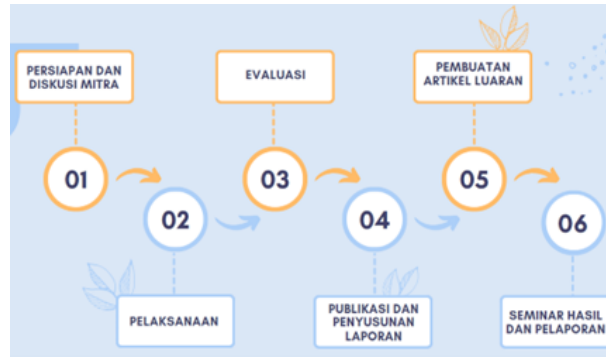 PERSIAPAN DAN
DISKUSI MITRA
01
PELAKSANAAN
02
EVALUASI
03
PUBLIKASI DAN
PENYUSUNAN
LAPORAN
04
PEMBUATAN
ARTIKEL LUARAN
05
SEMINAR HASIL
DAN PELAPORAN
06